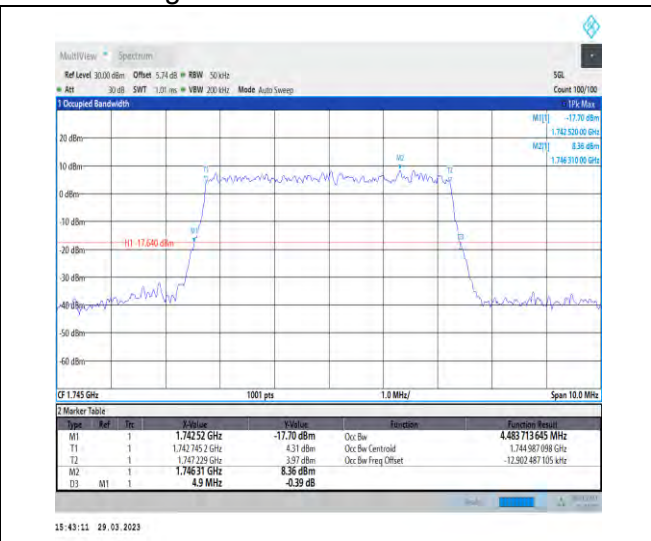 MultiView Spectrum
Ref Level 30.00 dBm Offset 5.74 dB RBW 50 kHz SGL
Att 30 dB SWT 1.01 ms VBW 200 kHz Mode Auto Sweep Count 100/100
1 Occupied Bandwidth 1Pk Max
M1[1] -17.70 dBm
1.742 520 00 GHz
M2[1] 8.36 dBm
1.746 310 00 GHz
20 dBm
10 dBm
0 dBm
-10 dBm
-20 dBm
-30 dBm
-40 dBm
-50 dBm
-60 dBm
T1
M2
T2
M1
D3
H1 -17.640 dBm
CF 1.745 GHz 1001 pts 1.0 MHz/ Span 10.0 MHz
2 Marker Table
Type Ref Trc X-Value Y-Value Function Function Result
M1 1 1.742 52 GHz -17.70 dBm Occ Bw 4.483 713 645 MHz
T1 1 1.742 745 2 GHz 4.31 dBm Occ Bw Centroid 1.744 987 098 GHz
T2 1 1.747 229 GHz 3.97 dBm Occ Bw Freq Offset -12.902 487 105 kHz
M2 1 1.746 31 GHz 8.36 dBm
D3 M1 1 4.9 MHz -0.39 dB
15:43:11 29.03.2023